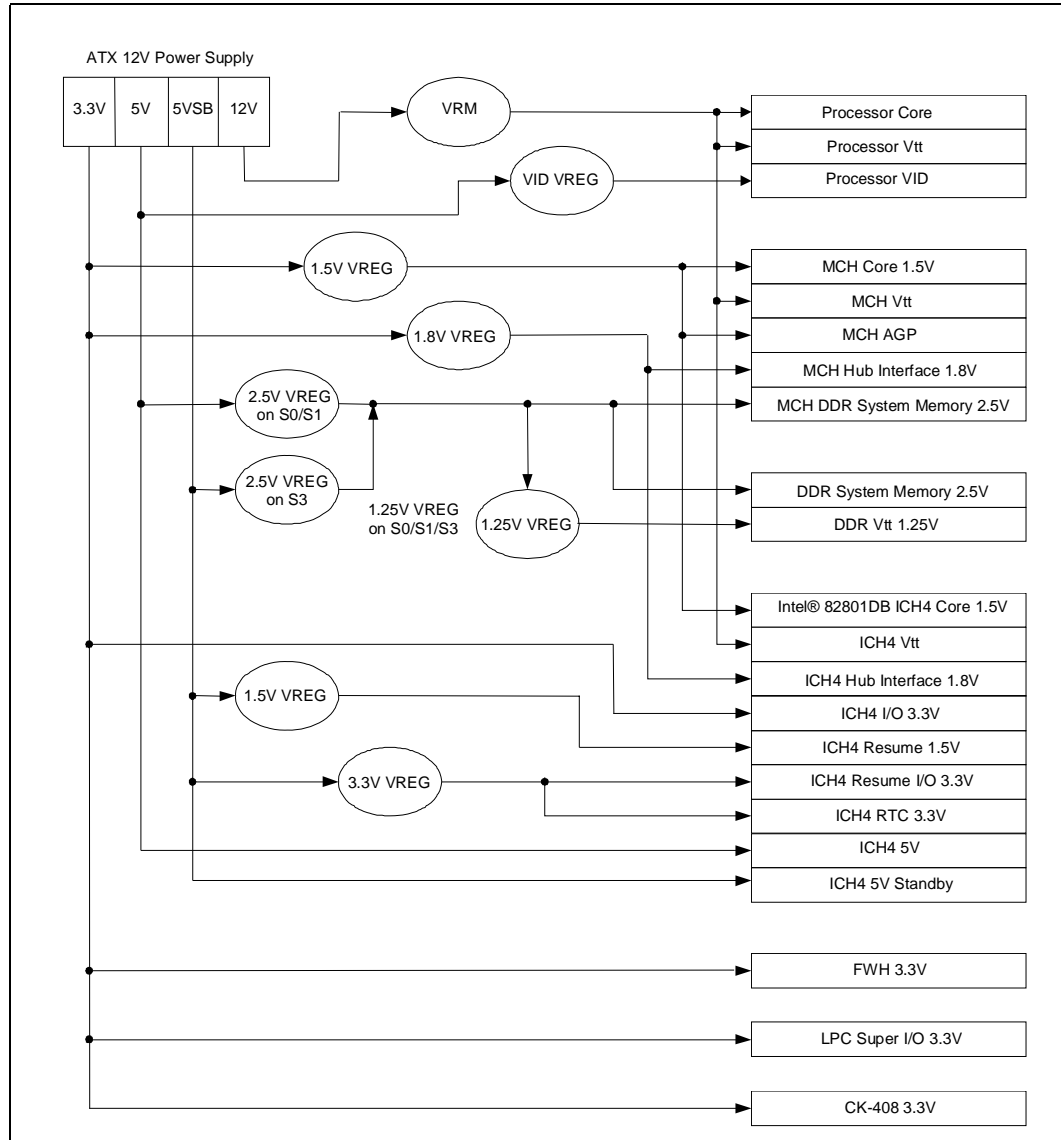 ATX 12V Power Supply
3.3V
5V
5VSB
12V
VRM
Processor Core
Processor Vtt
VID VREG
Processor VID
1.5V VREG
MCH Core 1.5V
MCH Vtt
1.8V VREG
MCH AGP
MCH Hub Interface 1.8V
2.5V VREG
on S0/S1
MCH DDR System Memory 2.5V
2.5V VREG
on S3
1.25V VREG
on S0/S1/S3
1.25V VREG
DDR System Memory 2.5V
DDR Vtt 1.25V
Intel® 82801DB ICH4 Core 1.5V
ICH4 Vtt
ICH4 Hub Interface 1.8V
1.5V VREG
ICH4 I/O 3.3V
ICH4 Resume 1.5V
3.3V VREG
ICH4 Resume I/O 3.3V
ICH4 RTC 3.3V
ICH4 5V
ICH4 5V Standby
FWH 3.3V
LPC Super I/O 3.3V
CK-408 3.3V